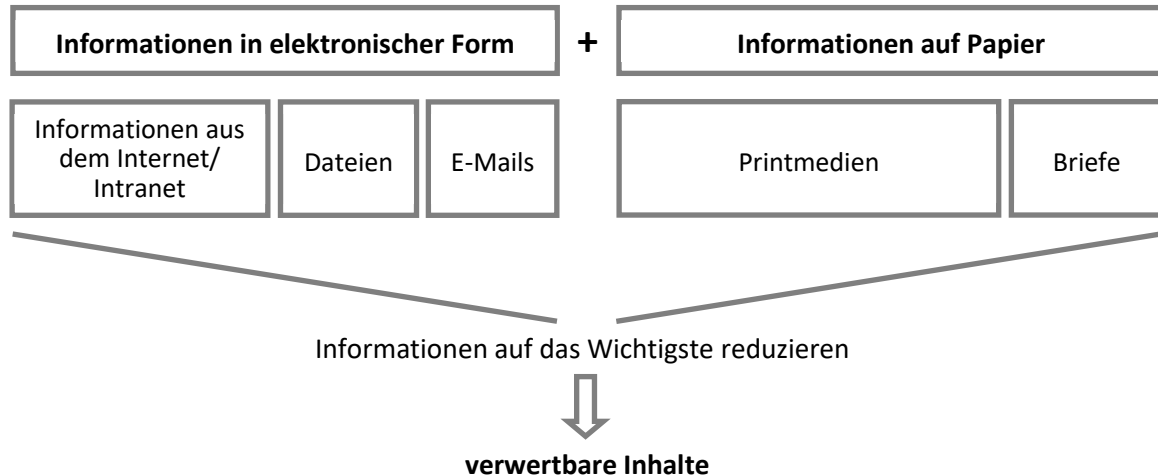 Informationen in elektronischer Form + Informationen auf Papier
Informationen aus
dem Internet/
Intranet
Dateien
E-Mails
Printmedien
Briefe
Informationen auf das Wichtigste reduzieren
verwertbare Inhalte